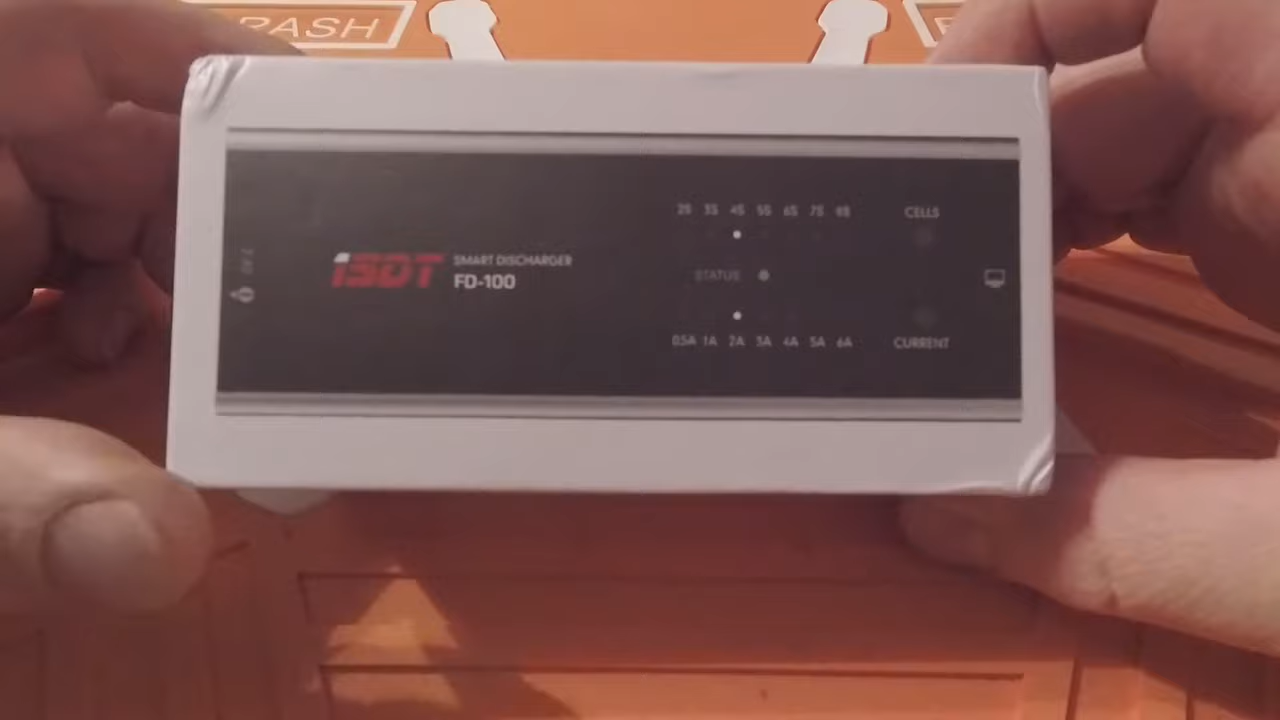 RASH
2S 3S 4S 5S 6S 7S 8S CELLS
iSDT SMART DISCHARGER
FD-100
STATUE
0.5A 1A 2A 3A 4A 5A 6A CURRENT